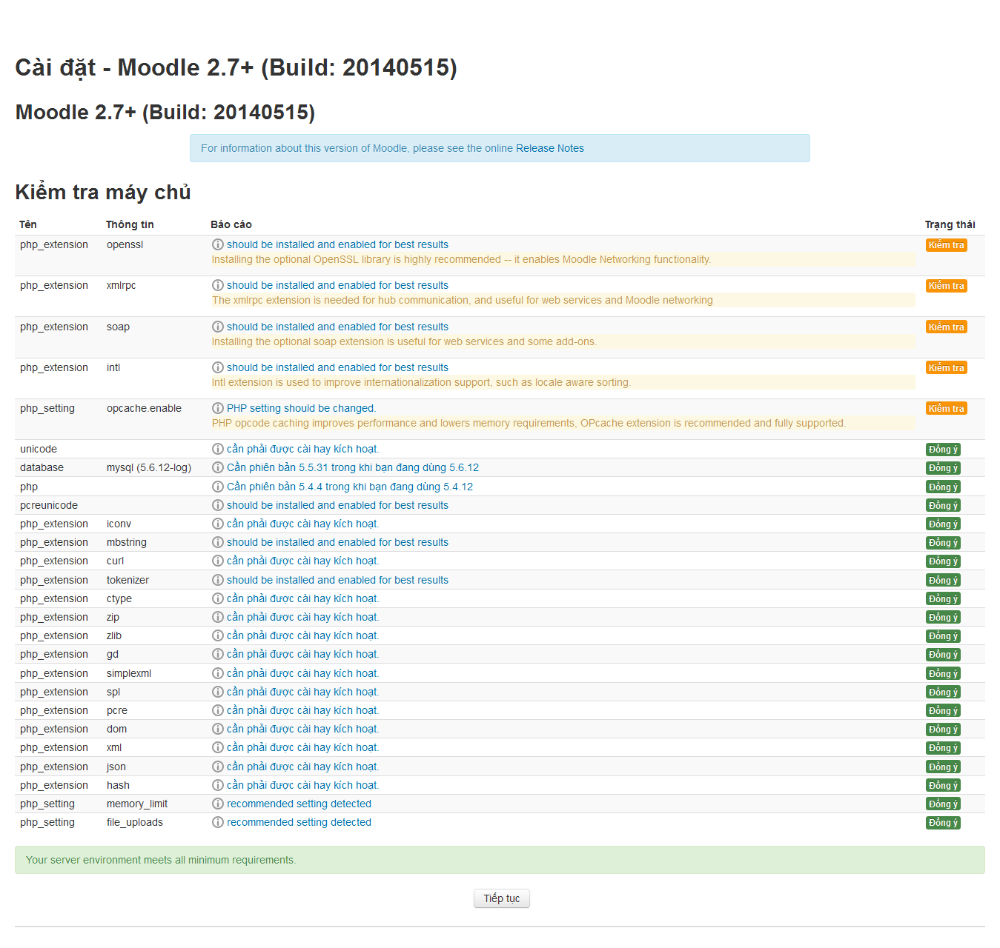 Cài đặt - Moodle 2.7+ (Build: 20140515)
Moodle 2.7+ (Build: 20140515)
For information about this version of Moodle, please see the online Release Notes
Kiểm tra máy chủ
Tên Thông tin Báo cáo Trạng thái
php_extension openssl should be installed and enabled for best results Kiểm tra
Installing the optional OpenSSL library is highly recommended -- it enables Moodle Networking functionality.
php_extension xmlrpc should be installed and enabled for best results Kiểm tra
The xmlrpc extension is needed for hub communication, and useful for web services and Moodle networking
php_extension soap should be installed and enabled for best results Kiểm tra
Installing the optional soap extension is useful for web services and some add-ons.
php_extension intl should be installed and enabled for best results Kiểm tra
Intl extension is used to improve internationalization support, such as locale aware sorting.
php_setting opcache.enable PHP setting should be changed. Kiểm tra
PHP opcode caching improves performance and lowers memory requirements, OPcache extension is recommended and fully supported.
unicode cần phải được cài hay kích hoạt. Đồng ý
database mysql (5.6.12-log) Cần phiên bản 5.5.31 trong khi bạn đang dùng 5.6.12 Đồng ý
php Cần phiên bản 5.4.4 trong khi bạn đang dùng 5.4.12 Đồng ý
pcreunicode should be installed and enabled for best results Đồng ý
php_extension iconv cần phải được cài hay kích hoạt. Đồng ý
php_extension mbstring should be installed and enabled for best results Đồng ý
php_extension curl cần phải được cài hay kích hoạt. Đồng ý
php_extension tokenizer should be installed and enabled for best results Đồng ý
php_extension ctype cần phải được cài hay kích hoạt. Đồng ý
php_extension zip cần phải được cài hay kích hoạt. Đồng ý
php_extension zlib cần phải được cài hay kích hoạt. Đồng ý
php_extension gd cần phải được cài hay kích hoạt. Đồng ý
php_extension simplexml cần phải được cài hay kích hoạt. Đồng ý
php_extension spl cần phải được cài hay kích hoạt. Đồng ý
php_extension pcre cần phải được cài hay kích hoạt. Đồng ý
php_extension dom cần phải được cài hay kích hoạt. Đồng ý
php_extension xml cần phải được cài hay kích hoạt. Đồng ý
php_extension json cần phải được cài hay kích hoạt. Đồng ý
php_extension hash cần phải được cài hay kích hoạt. Đồng ý
php_setting memory_limit recommended setting detected Đồng ý
php_setting file_uploads recommended setting detected Đồng ý
Your server environment meets all minimum requirements.
Tiếp tục